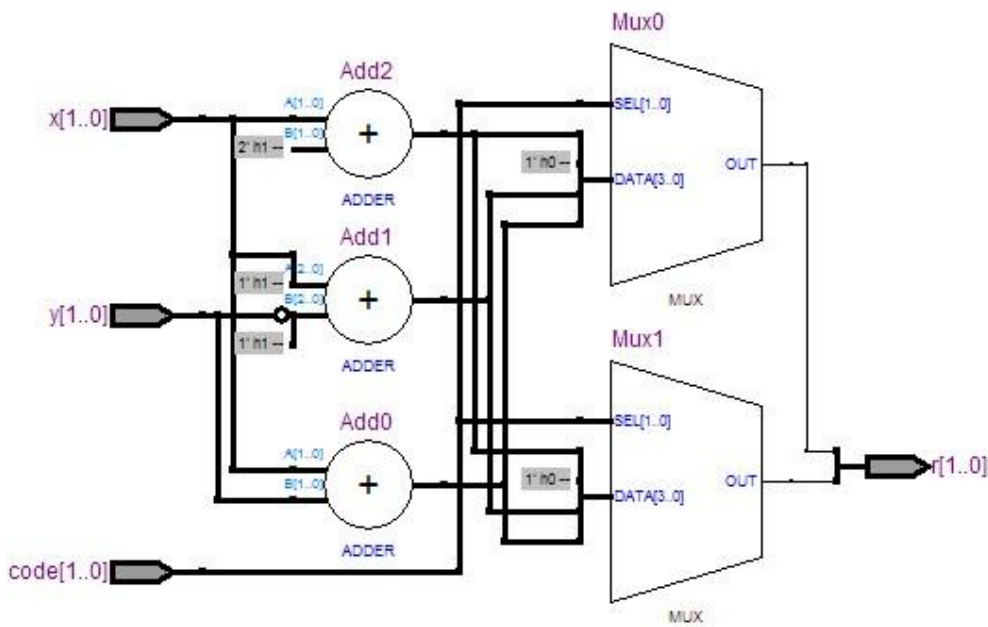 Mux0
Add2
x[1..0]
A[1..0]
B[1..0]
2' h1 --
+
ADDER
SEL[1..0]
1' h0 --
DATA[3..0]
OUT
MUX
Add1
A[2..0]
1' h1 --
B[2..0]
+
y[1..0]
1' h1 --
ADDER
Mux1
Add0
A[1..0]
B[1..0]
+
ADDER
SEL[1..0]
1' h0 --
DATA[3..0]
OUT
MUX
r[1..0]
code[1..0]